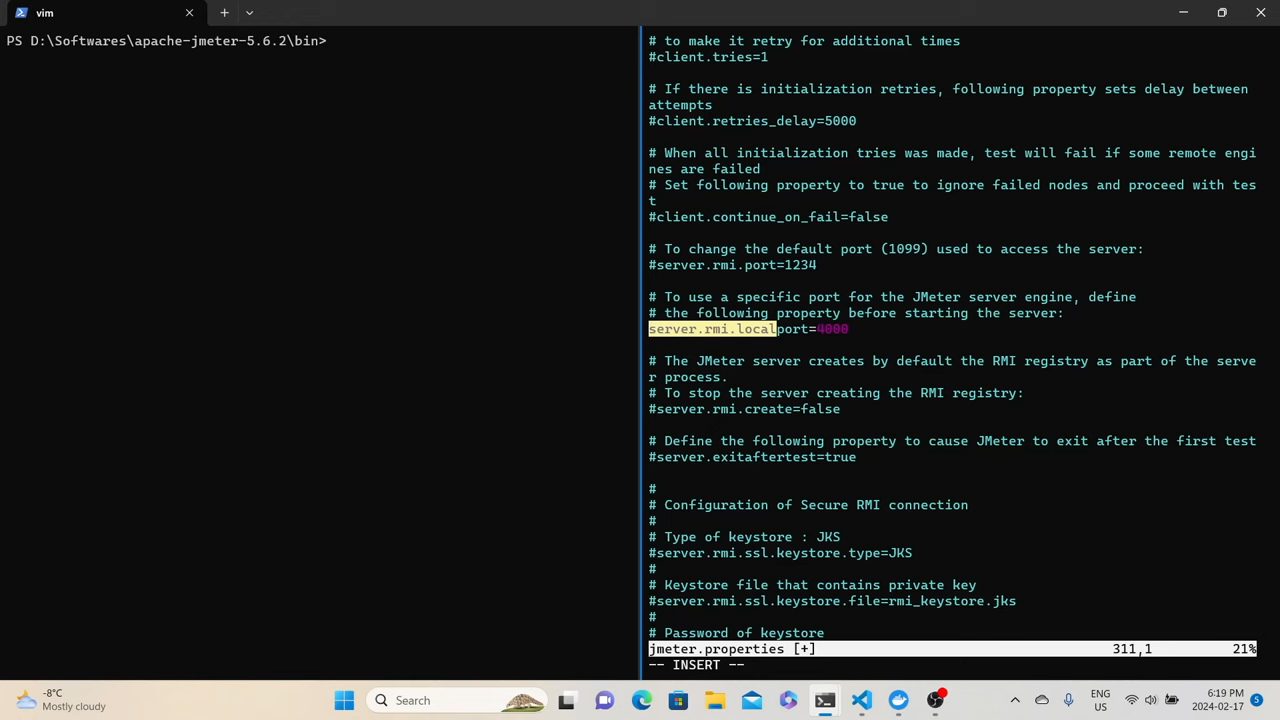 vim
PS D:\Softwares\apache-jmeter-5.6.2\bin>
# to make it retry for additional times
#client.tries=1
# If there is initialization retries, following property sets delay between
attempts
#client.retries_delay=5000
# When all initialization tries was made, test will fail if some remote engi
nes are failed
# Set following property to true to ignore failed nodes and proceed with tes
t
#client.continue_on_fail=false
# To change the default port (1099) used to access the server:
#server.rmi.port=1234
# To use a specific port for the JMeter server engine, define
# the following property before starting the server:
server.rmi.localport=4000
# The JMeter server creates by default the RMI registry as part of the serve
r process.
# To stop the server creating the RMI registry:
#server.rmi.create=false
# Define the following property to cause JMeter to exit after the first test
#server.exitaftertest=true
#
# Configuration of Secure RMI connection
#
# Type of keystore : JKS
#server.rmi.ssl.keystore.type=JKS
#
# Keystore file that contains private key
#server.rmi.ssl.keystore.file=rmi_keystore.jks
#
# Password of keystore
jmeter.properties [+] 311,1 21%
-- INSERT --
-8°C
Mostly cloudy
Search
ENG
US
6:19 PM
2024-02-17
5